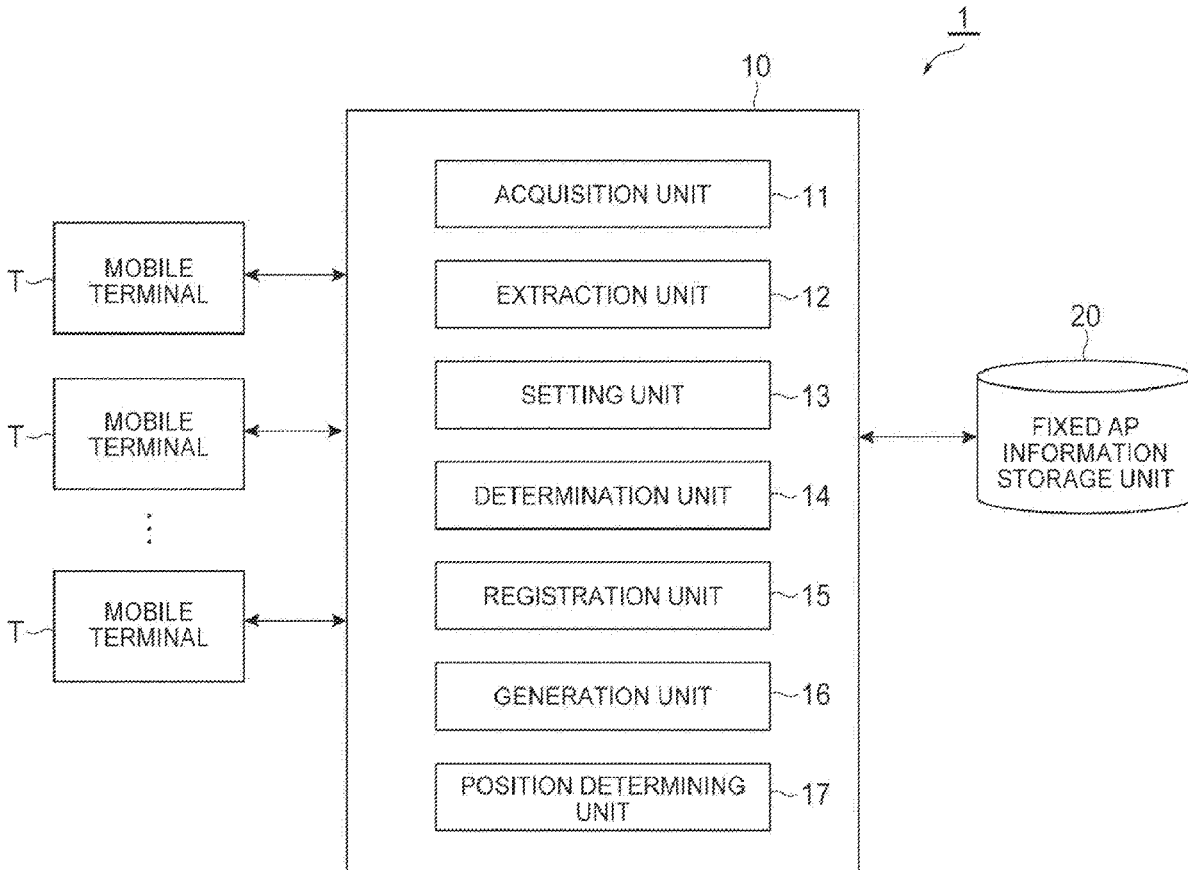 1
10
ACQUISITION UNIT
11
T
MOBILE
TERMINAL
EXTRACTION UNIT
12
20
SETTING UNIT
13
T
MOBILE
TERMINAL
FIXED AP
INFORMATION
STORAGE UNIT
DETERMINATION UNIT
14
T
MOBILE
TERMINAL
REGISTRATION UNIT
15
GENERATION UNIT
16
POSITION DETERMINING
UNIT
17